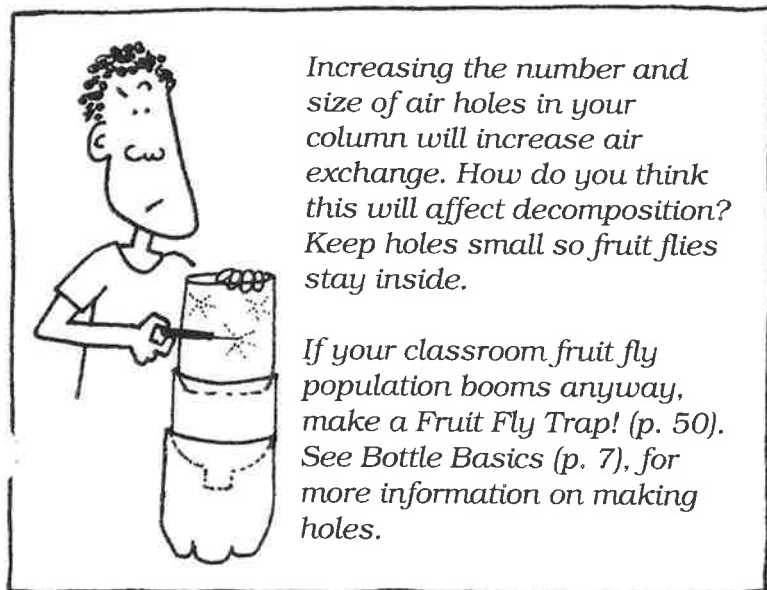 Increasing the number and
size of air holes in your
column will increase air
exchange. How do you think
this will affect decomposition?
Keep holes small so fruit flies
stay inside.
If your classroom fruit fly
population booms anyway,
make a Fruit Fly Trap! (p. 50).
See Bottle Basics (p. 7), for
more information on making
holes.